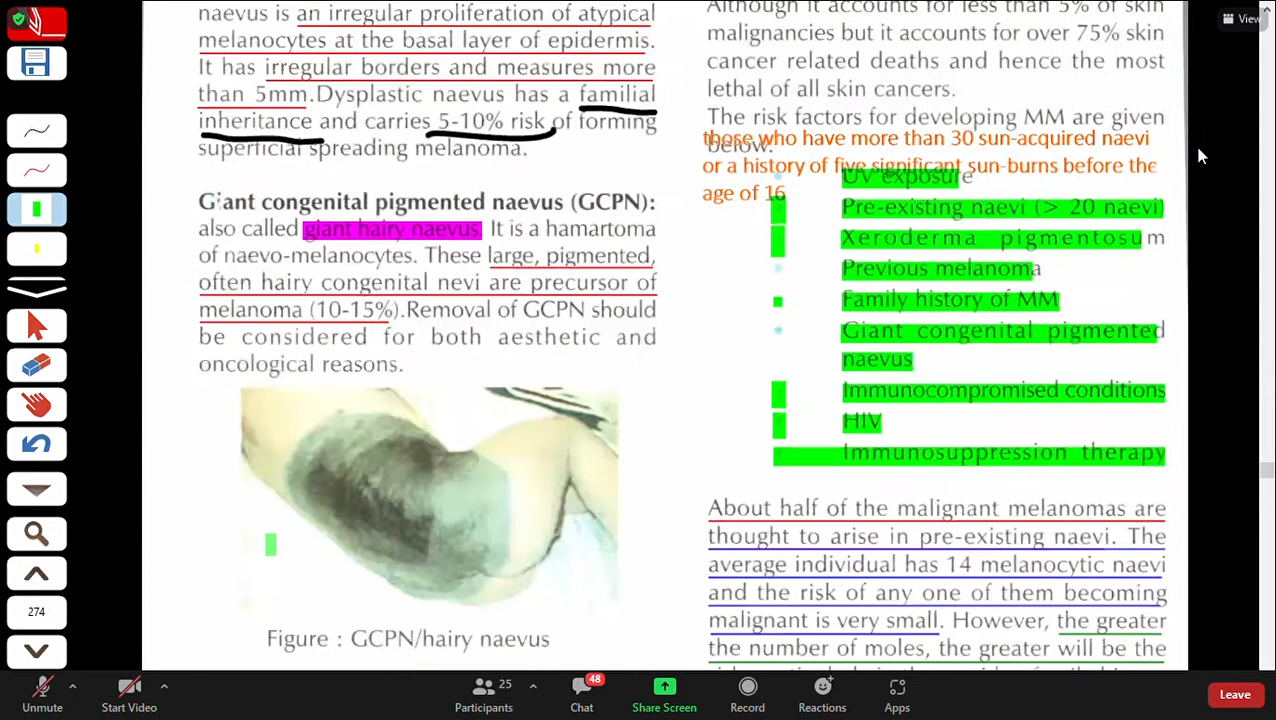 View
naevus is an irregular proliferation of atypical
melanocytes at the basal layer of epidermis.
It has irregular borders and measures more
than 5mm.Dysplastic naevus has a familial
inheritance and carries 5-10% risk of forming
superficial spreading melanoma.
Giant congenital pigmented naevus (GCPN):
also called giant hairy naevus. It is a hamartoma
of naevo-melanocytes. These large, pigmented,
often hairy congenital nevi are precursor of
melanoma (10-15%).Removal of GCPN should
be considered for both aesthetic and
oncological reasons.
Figure : GCPN/hairy naevus
Although it accounts for less than 5% of skin
malignancies but it accounts for over 75% skin
cancer related deaths and hence the most
lethal of all skin cancers.
The risk factors for developing MM are given
below.
those who have more than 30 sun-acquired naevi
or a history of five significant sun-burns before the
age of 16
UV exposure
Pre-existing naevi (> 20 naevi)
Xeroderma pigmentosum
Previous melanoma
Family history of MM
Giant congenital pigmented
naevus
Immunocompromised conditions
HIV
Immunosuppression therapy
About half of the malignant melanomas are
thought to arise in pre-existing naevi. The
average individual has 14 melanocytic naevi
and the risk of any one of them becoming
malignant is very small. However, the greater
the number of moles, the greater will be the
274
Unmute
Start Video
25
Participants
48
Chat
Share Screen
Record
Reactions
Apps
Leave